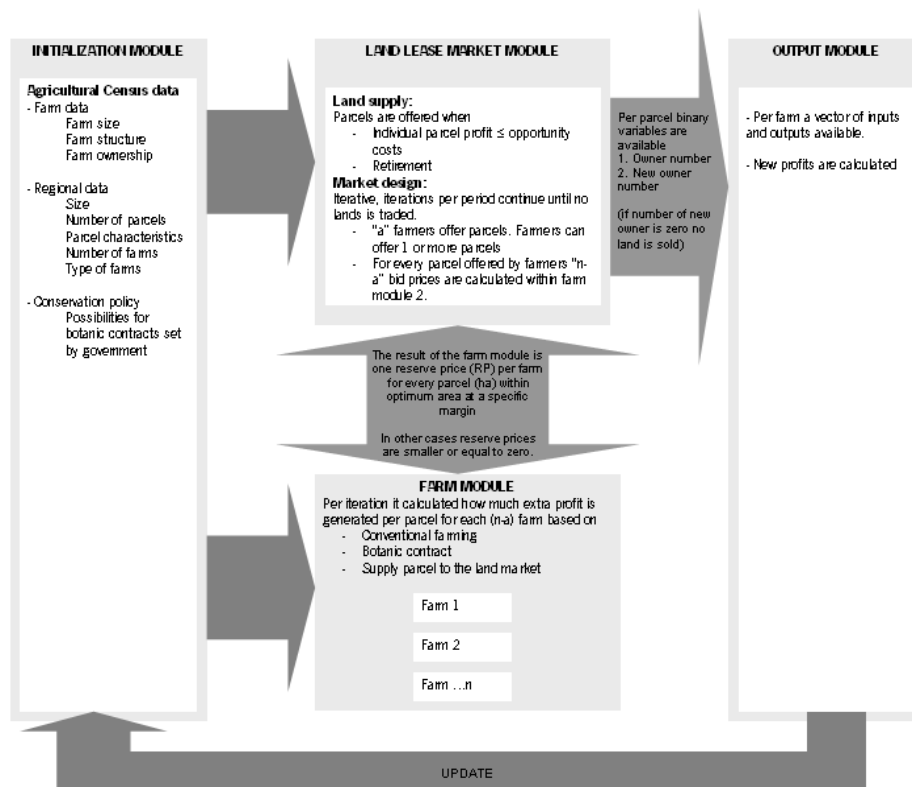 INITIALIZATION MODULE
Agricultural Census data
- Farm data
Farm size
Farm structure
Farm ownership
- Regional data
Size
Number of parcels
Parcel characteristics
Number of farms
Type of farms
- Conservation policy
Possibilities for
botanic contracts set
by government
LAND LEASE MARKET MODULE
Land supply:
Parcels are offered when
- Individual parcel profit ≤ opportunity
costs
- Retirement
Market design:
Iterative, iterations per period continue until no
lands is traded.
- "a" farmers offer parcels. Farmers can
offer 1 or more parcels
- For every parcel offered by farmers "n-
a" bid prices are calculated within farm
module 2.
Per parcel binary
variables are
available
1. Owner number
2. New owner
number
(if number of new
owner is zero no
land is sold)
OUTPUT MODULE
- Per farm a vector of inputs
and outputs available.
- New profits are calculated
The result of the farm module is
one reserve price (RP) per farm
for every parcel (ha) within
optimum area at a specific
margin
In other cases reserve prices
are smaller or equal to zero.
FARM MODULE
Per iteration it calculated how much extra profit is
generated per parcel for each (n-a) farm based on
- Conventional farming
- Botanic contract
- Supply parcel to the land market
Farm 1
Farm 2
Farm ...n
UPDATE